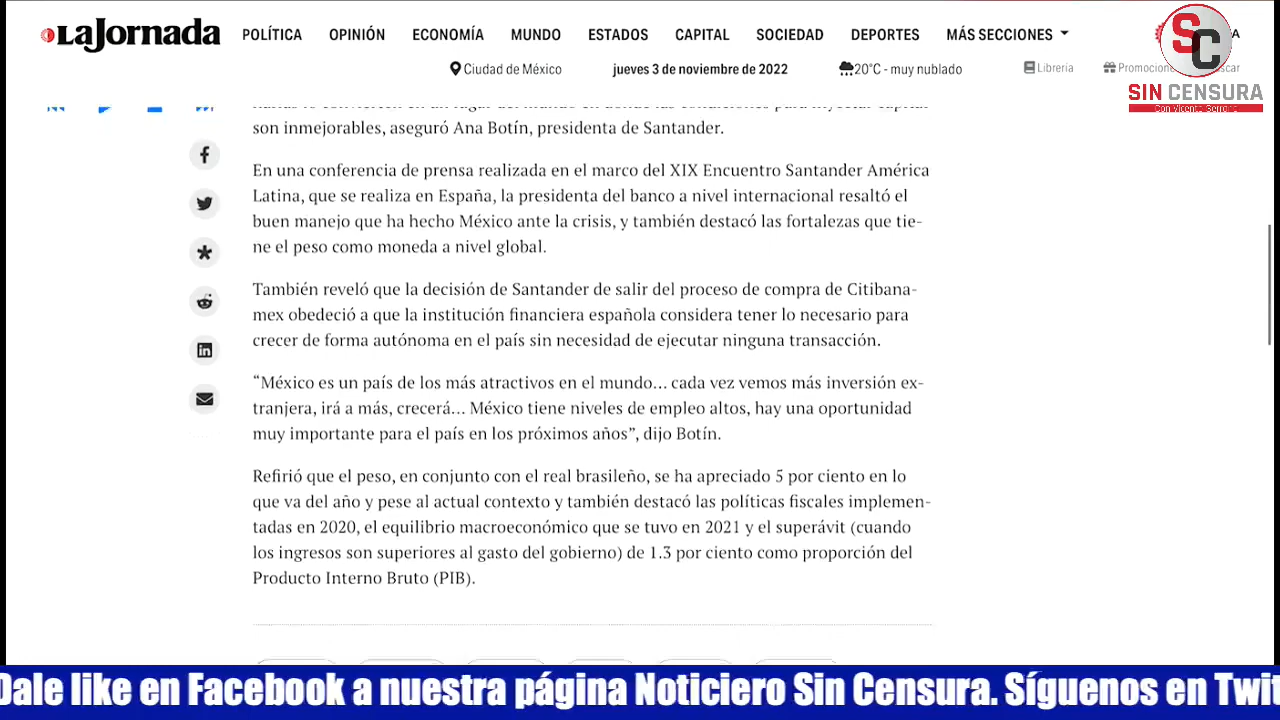 LaJornada
POLÍTICA OPINIÓN ECONOMÍA MUNDO ESTADOS CAPITAL SOCIEDAD DEPORTES MÁS SECCIONES
Ciudad de México jueves 3 de noviembre de 2022 20°C - muy nublado Libreria Promocione
SC
SIN CENSURA
Con Vicente Serrano
son inmejorables, aseguró Ana Botín, presidenta de Santander.
En una conferencia de prensa realizada en el marco del XIX Encuentro Santander América
Latina, que se realiza en España, la presidenta del banco a nivel internacional resaltó el
buen manejo que ha hecho México ante la crisis, y también destacó las fortalezas que tie-
ne el peso como moneda a nivel global.
También reveló que la decisión de Santander de salir del proceso de compra de Citibana-
mex obedeció a que la institución financiera española considera tener lo necesario para
crecer de forma autónoma en el país sin necesidad de ejecutar ninguna transacción.
“México es un país de los más atractivos en el mundo… cada vez vemos más inversión ex-
tranjera, irá a más, crecerá… México tiene niveles de empleo altos, hay una oportunidad
muy importante para el país en los próximos años”, dijo Botín.
Refirió que el peso, en conjunto con el real brasileño, se ha apreciado 5 por ciento en lo
que va del año y pese al actual contexto y también destacó las políticas fiscales implemen-
tadas en 2020, el equilibrio macroeconómico que se tuvo en 2021 y el superávit (cuando
los ingresos son superiores al gasto del gobierno) de 1.3 por ciento como proporción del
Producto Interno Bruto (PIB).
Dale like en Facebook a nuestra página Noticiero Sin Censura. Síguenos en Twit